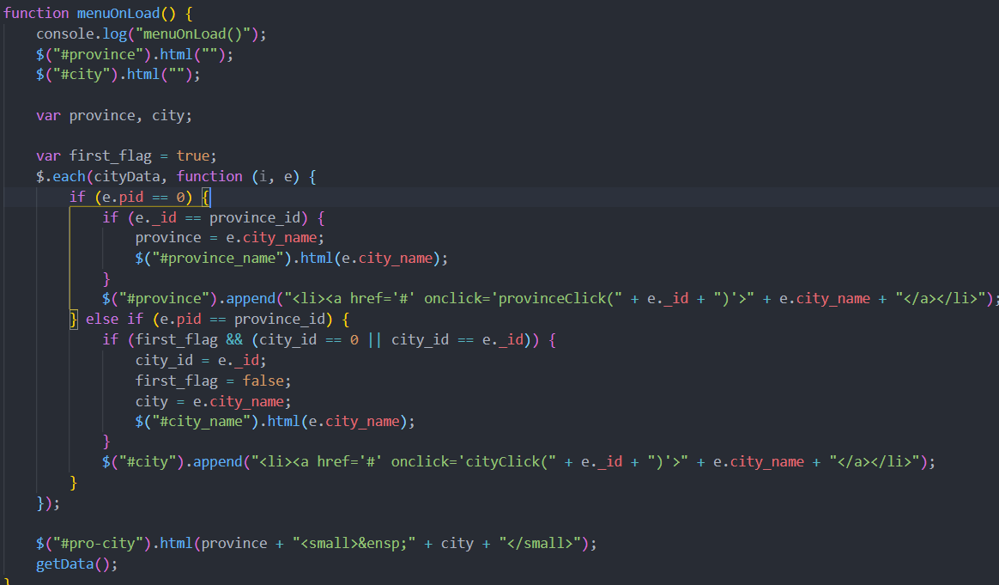 function menuOnLoad() {
console.log("menuOnLoad()");
$("#province").html("");
$("#city").html("");
var province, city;
var first_flag = true;
$.each(cityData, function (i, e) {
if (e.pid == 0) {
if (e._id == province_id) {
province = e.city_name;
$("#province_name").html(e.city_name);
}
$("#province").append("<li><a href='#' onclick='provinceClick(" + e._id + ")'>" + e.city_name + "</a></li>");
} else if (e.pid == province_id) {
if (first_flag && (city_id == 0 || city_id == e._id)) {
city_id = e._id;
first_flag = false;
city = e.city_name;
$("#city_name").html(e.city_name);
}
$("#city").append("<li><a href='#' onclick='cityClick(" + e._id + ")'>" + e.city_name + "</a></li>");
}
});
$("#pro-city").html(province + "<small>&ensp;" + city + "</small>");
getData();
}